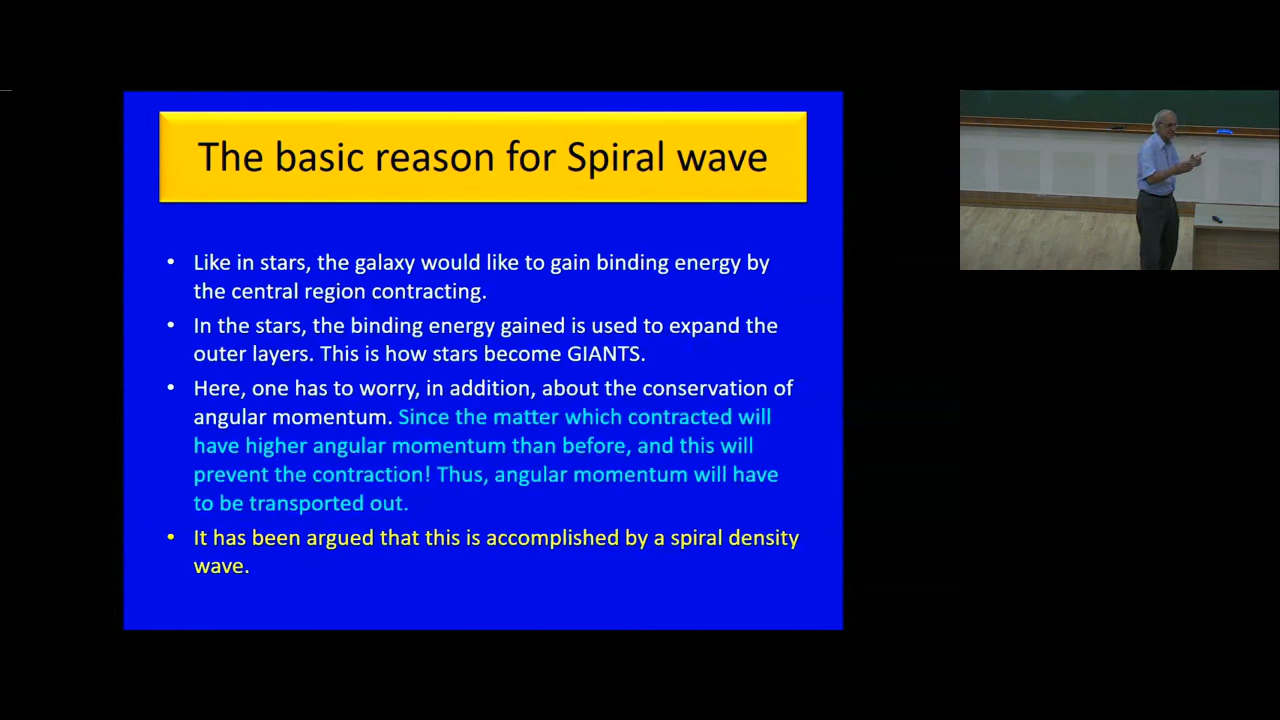 The basic reason for Spiral wave
• Like in stars, the galaxy would like to gain binding energy by
the central region contracting.
• In the stars, the binding energy gained is used to expand the
outer layers. This is how stars become GIANTS.
• Here, one has to worry, in addition, about the conservation of
angular momentum. Since the matter which contracted will
have higher angular momentum than before, and this will
prevent the contraction! Thus, angular momentum will have
to be transported out.
• It has been argued that this is accomplished by a spiral density
wave.